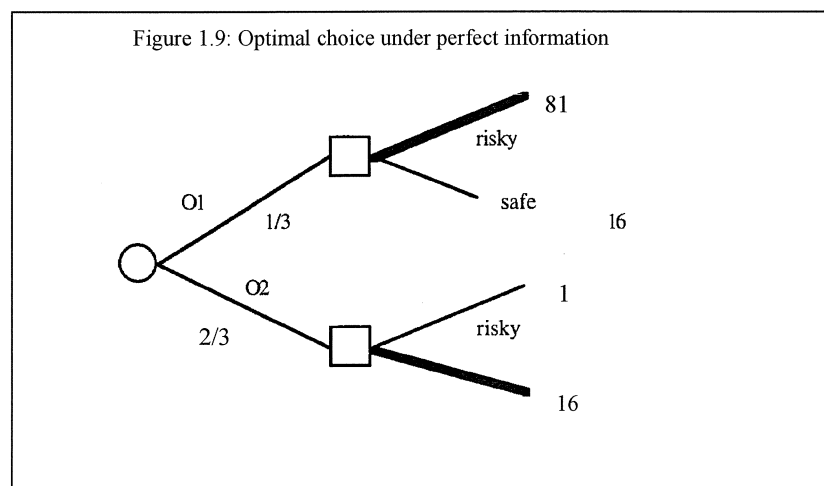 Figure 1.9: Optimal choice under perfect information
81
risky
O1
safe
1/3
16
O2
1
risky
2/3
16